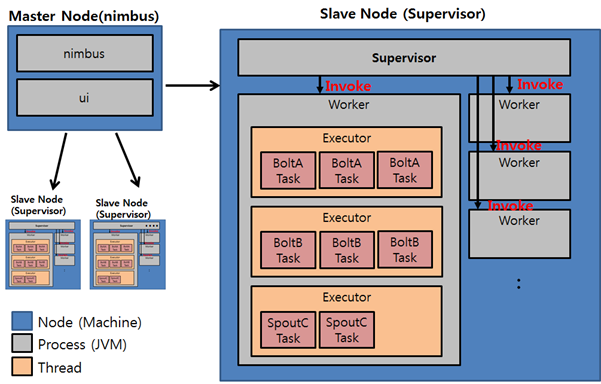 Master Node(nimbus)
nimbus
ui
Slave Node (Supervisor)
Supervisor
Invoke
Invoke
Invoke
Invoke
Worker
Executor
BoltA
Task
BoltA
Task
BoltA
Task
Executor
BoltB
Task
BoltB
Task
BoltB
Task
Executor
SpoutC
Task
SpoutC
Task
Worker
Worker
Worker
:
Slave Node
(Supervisor)
Slave Node
(Supervisor)
Node (Machine)
Process (JVM)
Thread